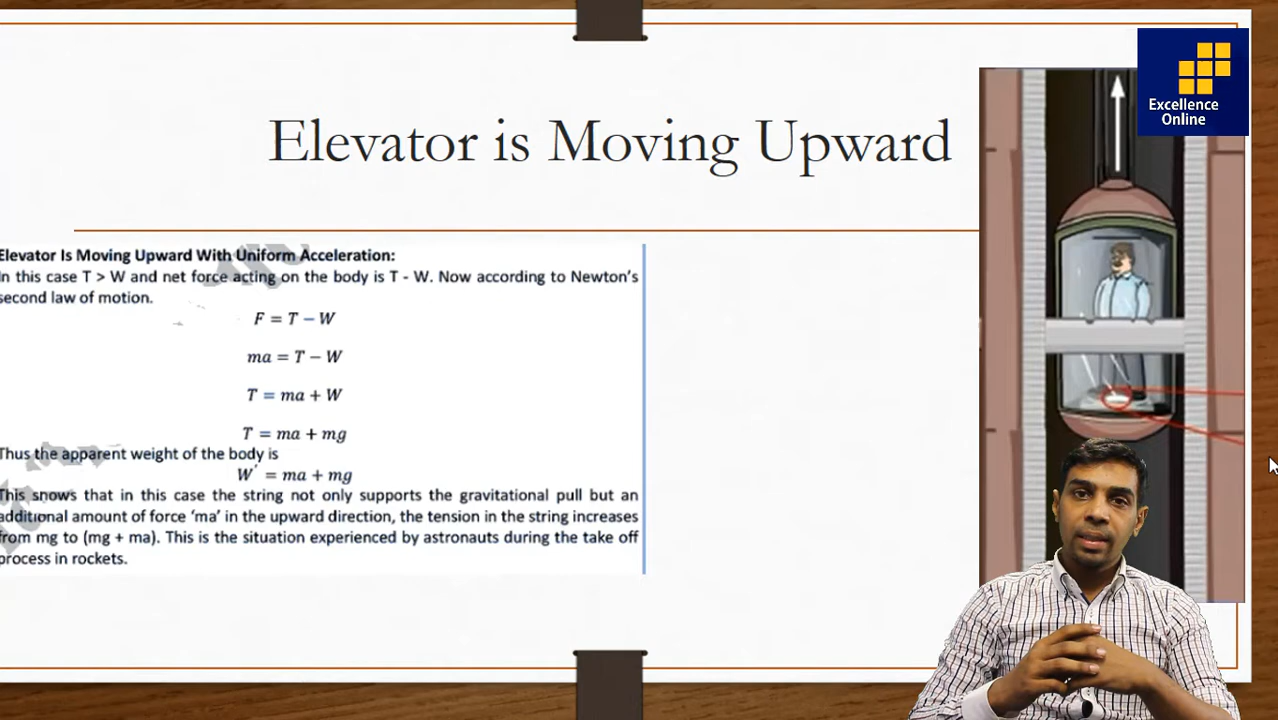 Elevator is Moving Upward
Excellence
Online
Elevator Is Moving Upward With Uniform Acceleration:
In this case T > W and net force acting on the body is T - W. Now according to Newton's
second law of motion.
F = T − W
ma = T − W
T = ma + W
T = ma + mg
Thus the apparent weight of the body is
W′ = ma + mg
This shows that in this case the string not only supports the gravitational pull but an
additional amount of force 'ma' in the upward direction, the tension in the string increases
from mg to (mg + ma). This is the situation experienced by astronauts during the take off
process in rockets.